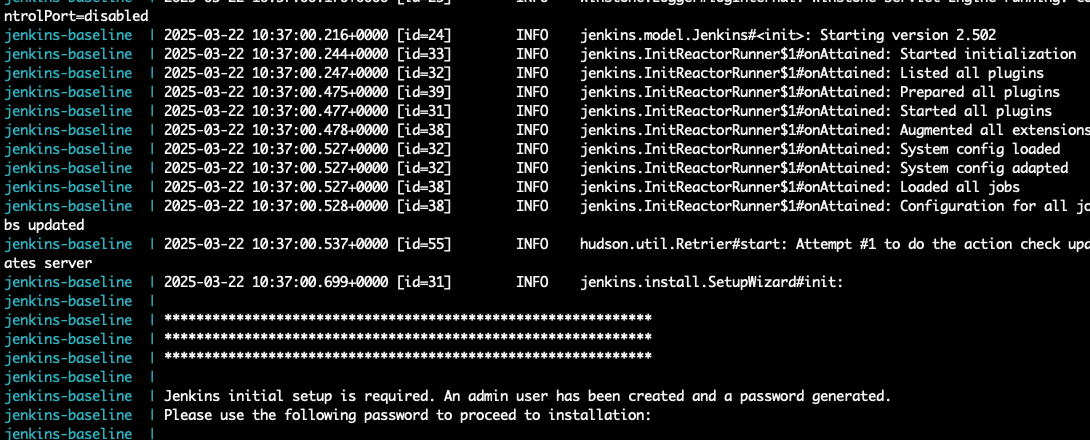 ntrolPort=disabled
jenkins-baseline | 2025-03-22 10:37:00.216+0000 [id=24] INFO jenkins.model.Jenkins#<init>: Starting version 2.502
jenkins-baseline | 2025-03-22 10:37:00.244+0000 [id=33] INFO jenkins.InitReactorRunner$1#onAttained: Started initialization
jenkins-baseline | 2025-03-22 10:37:00.247+0000 [id=32] INFO jenkins.InitReactorRunner$1#onAttained: Listed all plugins
jenkins-baseline | 2025-03-22 10:37:00.475+0000 [id=39] INFO jenkins.InitReactorRunner$1#onAttained: Prepared all plugins
jenkins-baseline | 2025-03-22 10:37:00.477+0000 [id=31] INFO jenkins.InitReactorRunner$1#onAttained: Started all plugins
jenkins-baseline | 2025-03-22 10:37:00.478+0000 [id=38] INFO jenkins.InitReactorRunner$1#onAttained: Augmented all extensions
jenkins-baseline | 2025-03-22 10:37:00.527+0000 [id=32] INFO jenkins.InitReactorRunner$1#onAttained: System config loaded
jenkins-baseline | 2025-03-22 10:37:00.527+0000 [id=32] INFO jenkins.InitReactorRunner$1#onAttained: System config adapted
jenkins-baseline | 2025-03-22 10:37:00.527+0000 [id=38] INFO jenkins.InitReactorRunner$1#onAttained: Loaded all jobs
jenkins-baseline | 2025-03-22 10:37:00.528+0000 [id=38] INFO jenkins.InitReactorRunner$1#onAttained: Configuration for all jo
bs updated
jenkins-baseline | 2025-03-22 10:37:00.537+0000 [id=55] INFO hudson.util.Retrier#start: Attempt #1 to do the action check upd
ates server
jenkins-baseline | 2025-03-22 10:37:00.699+0000 [id=31] INFO jenkins.install.SetupWizard#init:
jenkins-baseline |
jenkins-baseline | *************************************************************
jenkins-baseline | *************************************************************
jenkins-baseline | *************************************************************
jenkins-baseline |
jenkins-baseline | Jenkins initial setup is required. An admin user has been created and a password generated.
jenkins-baseline | Please use the following password to proceed to installation:
jenkins-baseline |